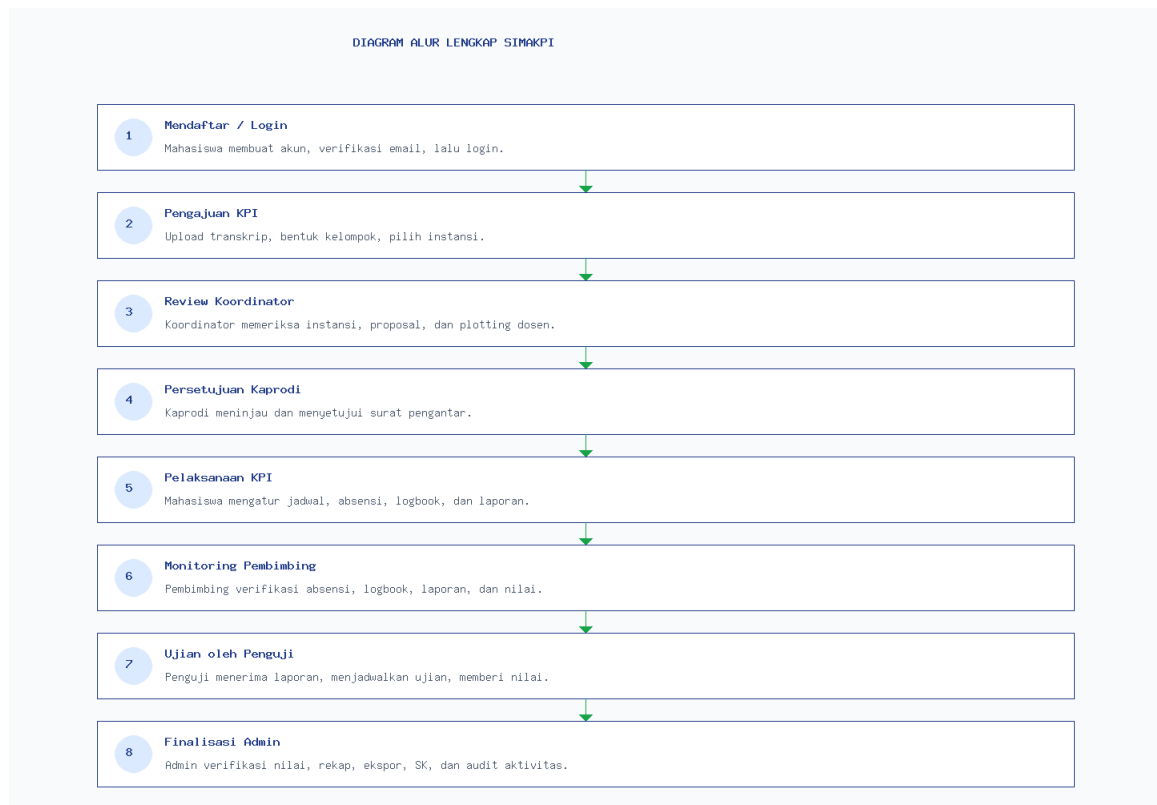 DIAGRAM ALUR LENGKAP SIMAKPI
1
Mendaftar / Login
Mahasiswa membuat akun, verifikasi email, lalu login.
2
Pengajuan KPI
Upload transkrip, bentuk kelompok, pilih instansi.
3
Review Koordinator
Koordinator memeriksa instansi, proposal, dan plotting dosen.
4
Persetujuan Kaprodi
Kaprodi meninjau dan menyetujui surat pengantar.
5
Pelaksanaan KPI
Mahasiswa mengatur jadwal, absensi, logbook, dan laporan.
6
Monitoring Pembimbing
Pembimbing verifikasi absensi, logbook, laporan, dan nilai.
7
Ujian oleh Penguji
Penguji menerima laporan, menjadwalkan ujian, memberi nilai.
8
Finalisasi Admin
Admin verifikasi nilai, rekap, ekspor, SK, dan audit aktivitas.